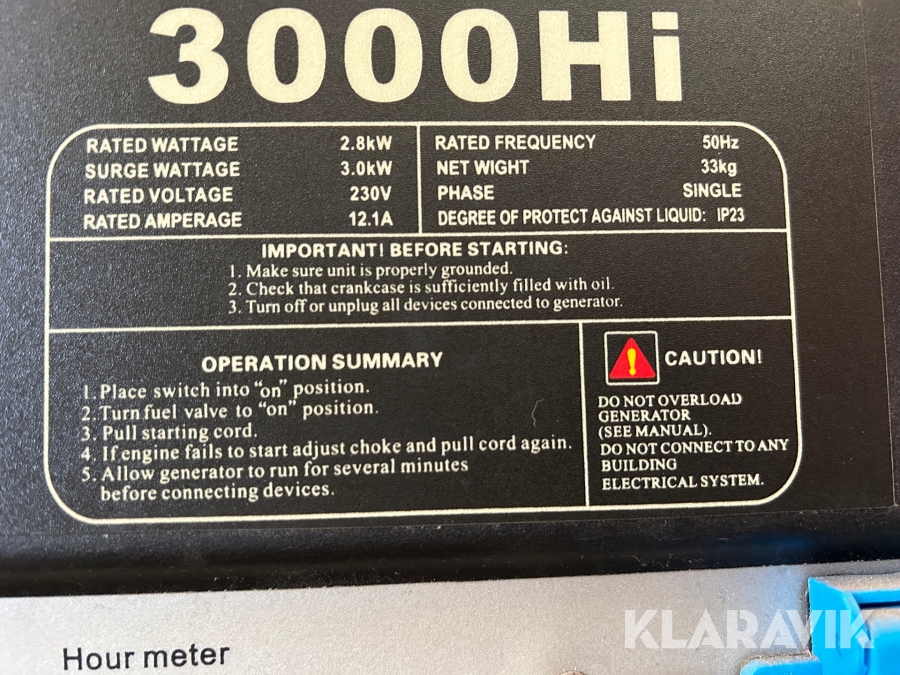 3000Hi
RATED WATTAGE 2.8kW
SURGE WATTAGE 3.0kW
RATED VOLTAGE 230V
RATED AMPERAGE 12.1A
RATED FREQUENCY 50Hz
NET WIGHT 33kg
PHASE SINGLE
DEGREE OF PROTECT AGAINST LIQUID: IP23
IMPORTANT! BEFORE STARTING:
1. Make sure unit is properly grounded.
2. Check that crankcase is sufficiently filled with oil.
3. Turn off or unplug all devices connected to generator.
OPERATION SUMMARY
1. Place switch into "on" position.
2. Turn fuel valve to "on" position.
3. Pull starting cord.
4. If engine fails to start adjust choke and pull cord again.
5. Allow generator to run for several minutes
before connecting devices.
CAUTION!
DO NOT OVERLOAD
GENERATOR
(SEE MANUAL).
DO NOT CONNECT TO ANY
BUILDING
ELECTRICAL SYSTEM.
Hour meter
KLARAVIK